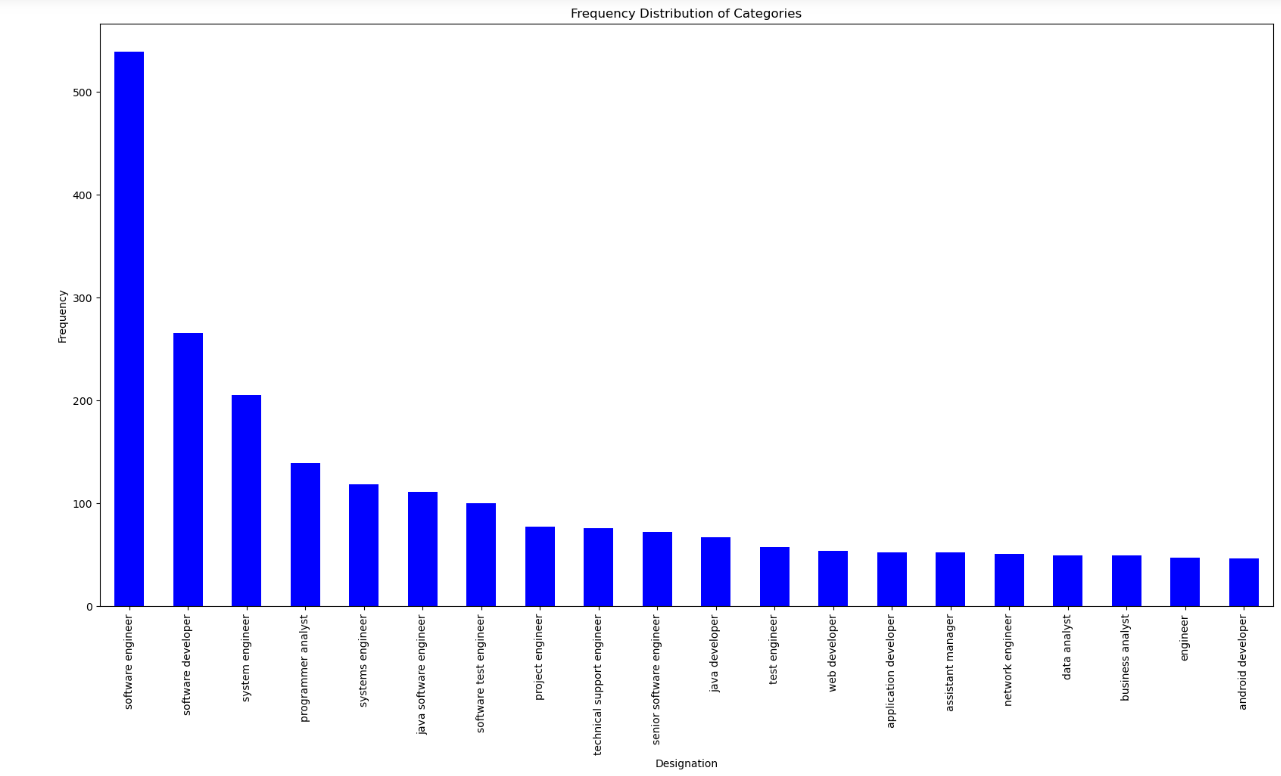 Frequency Distribution of Categories
Frequency
500
400
300
200
100
0
software engineer
software developer
system engineer
programmer analyst
systems engineer
java software engineer
software test engineer
project engineer
technical support engineer
senior software engineer
java developer
test engineer
web developer
application developer
assistant manager
network engineer
data analyst
business analyst
engineer
android developer
Designation